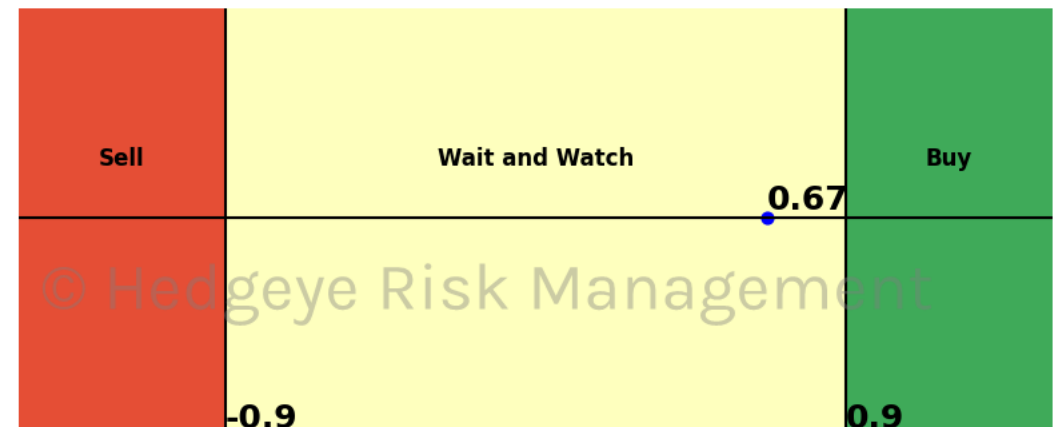 Sell
Wait and Watch
Buy
0.67
© Hedgeye Risk Management
-0.9
0.9